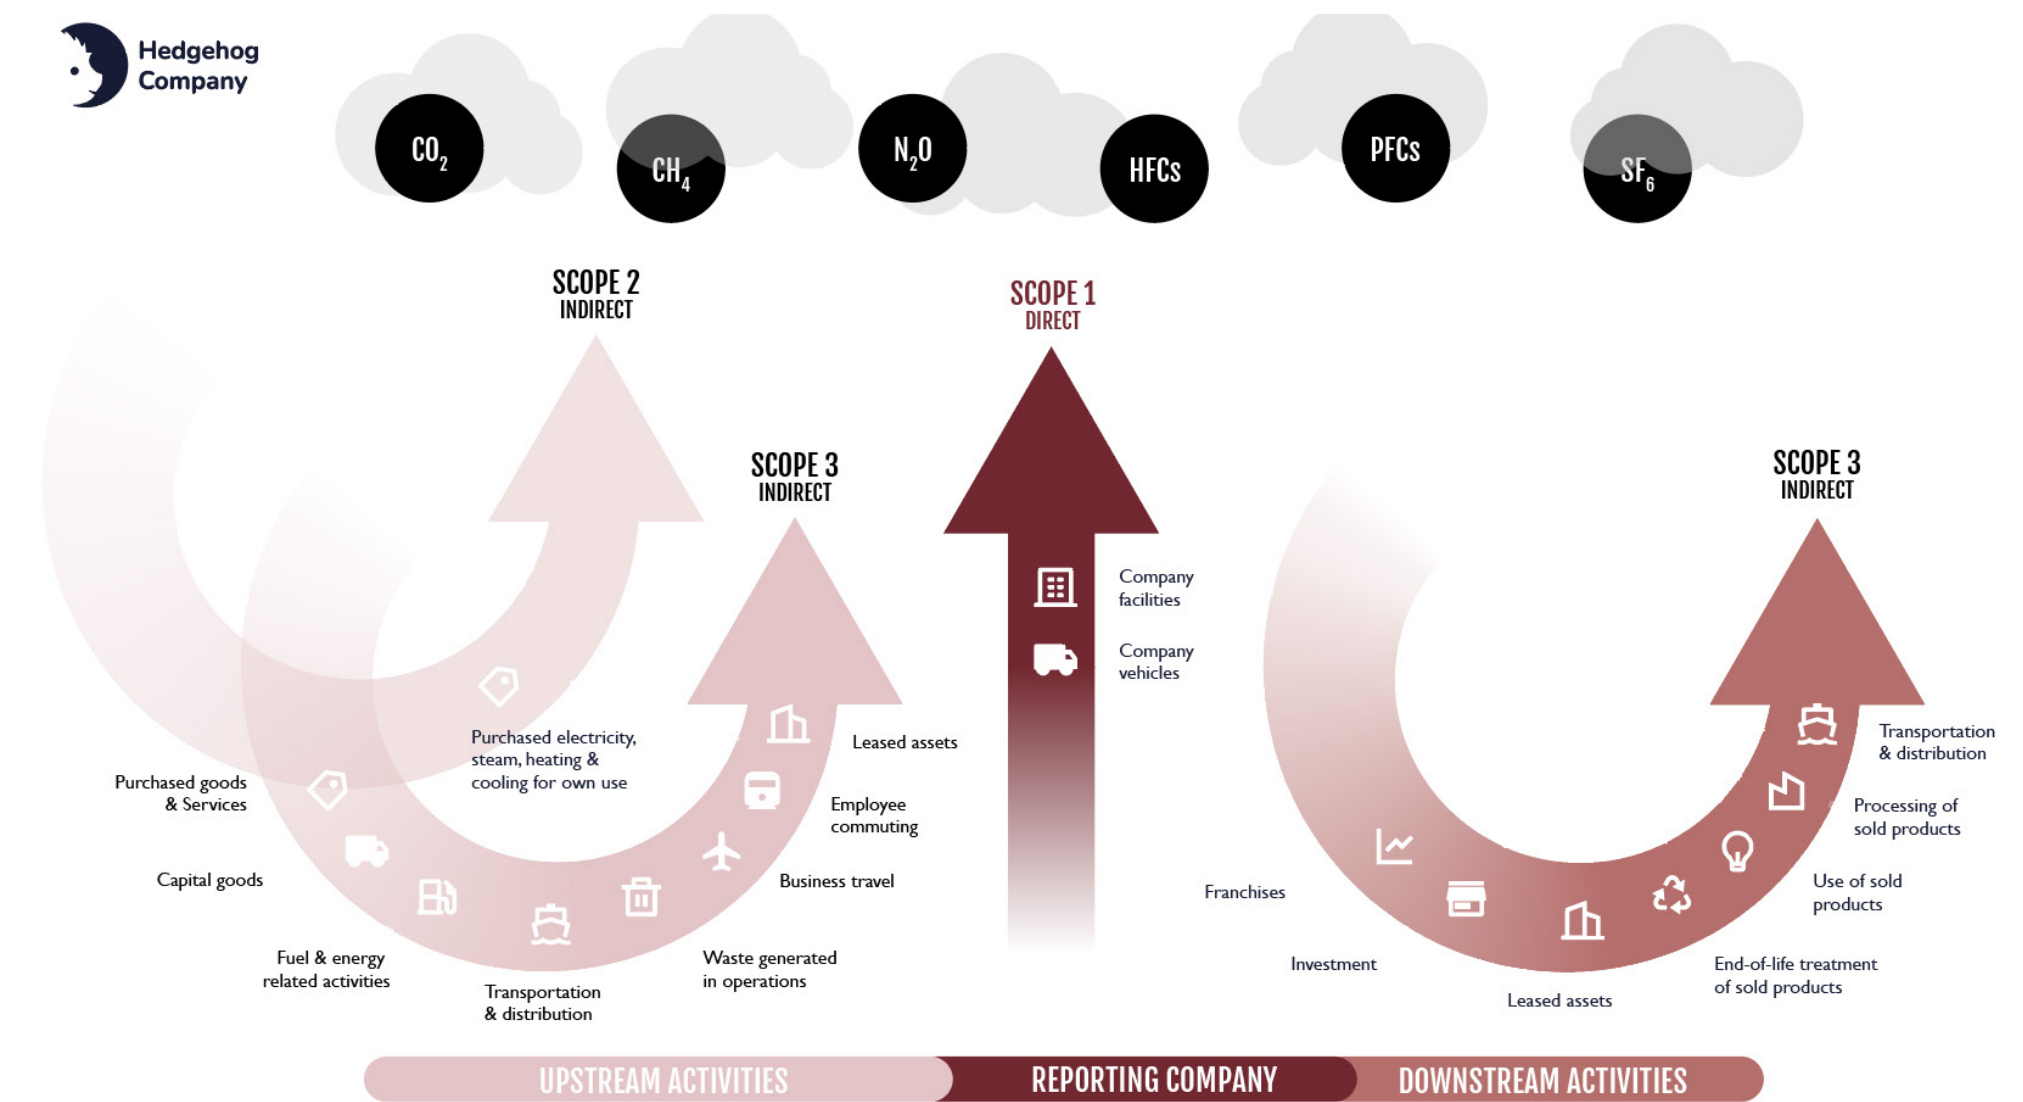 Hedgehog
Company
CO₂
CH₄
N₂O
HFCs
PFCs
SF₆
SCOPE 2
INDIRECT
SCOPE 1
DIRECT
SCOPE 3
INDIRECT
SCOPE 3
INDIRECT
Purchased electricity,
steam, heating &
cooling for own use
Purchased goods
& Services
Capital goods
Fuel & energy
related activities
Transportation
& distribution
Waste generated
in operations
Business travel
Employee
commuting
Leased assets
Company
facilities
Company
vehicles
Franchises
Investment
Leased assets
End-of-life treatment
of sold products
Use of sold
products
Processing of
sold products
Transportation
& distribution
UPSTREAM ACTIVITIES
REPORTING COMPANY
DOWNSTREAM ACTIVITIES